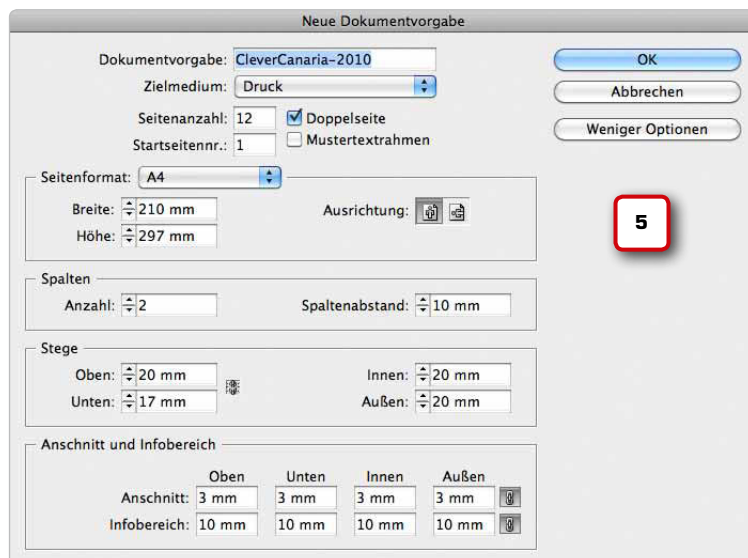 Neue Dokumentvorgabe
Dokumentvorgabe: CleverCanaria-2010
OK
Zielmedium: Druck
Abbrechen
Seitenanzahl: 12 Doppelseite
Weniger Optionen
Startseitennr.: 1 Mustertextrahmen
Seitenformat: A4
Breite: 210 mm Ausrichtung:
Höhe: 297 mm
5
Spalten
Anzahl: 2 Spaltenabstand: 10 mm
Stege
Oben: 20 mm Innen: 20 mm
Unten: 17 mm Außen: 20 mm
Anschnitt und Infobereich
Oben Unten Innen Außen
Anschnitt: 3 mm 3 mm 3 mm 3 mm
Infobereich: 10 mm 10 mm 10 mm 10 mm